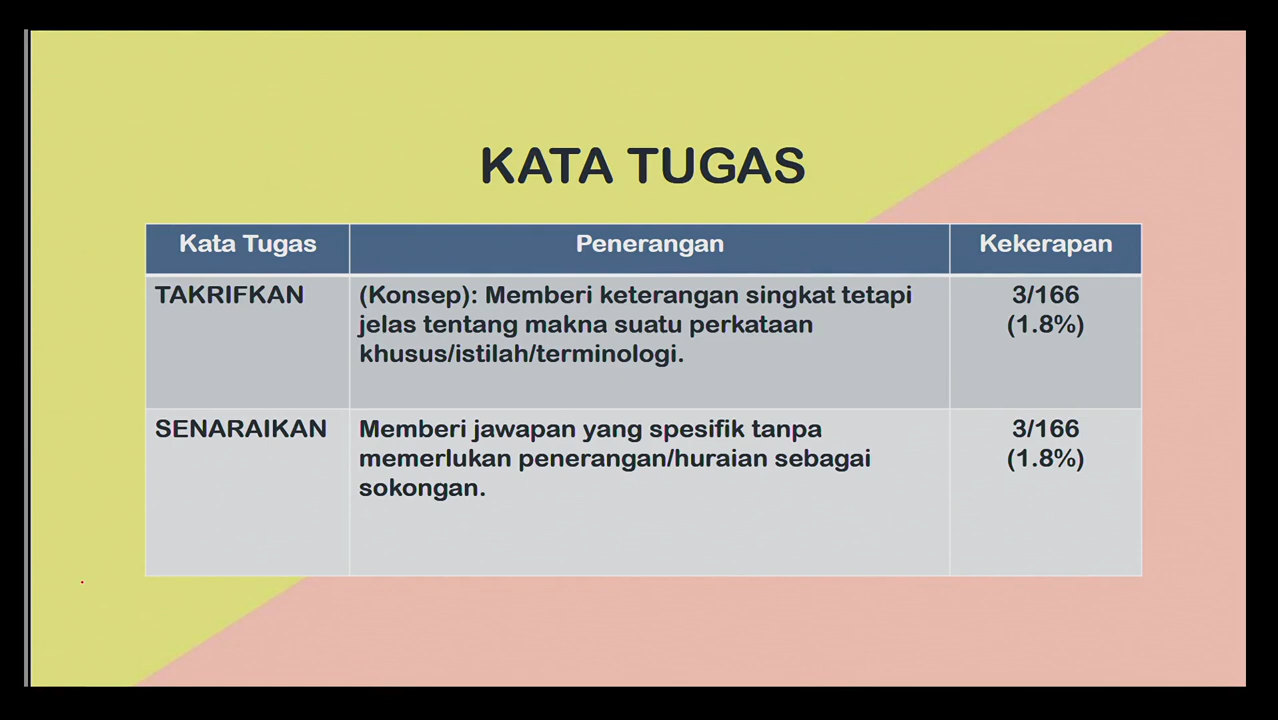 KATA TUGAS
Kata Tugas
Penerangan
Kekerapan
TAKRIFKAN
(Konsep): Memberi keterangan singkat tetapi
jelas tentang makna suatu perkataan
khusus/istilah/terminologi.
3/166
(1.8%)
SENARAIKAN
Memberi jawapan yang spesifik tanpa
memerlukan penerangan/huraian sebagai
sokongan.
3/166
(1.8%)